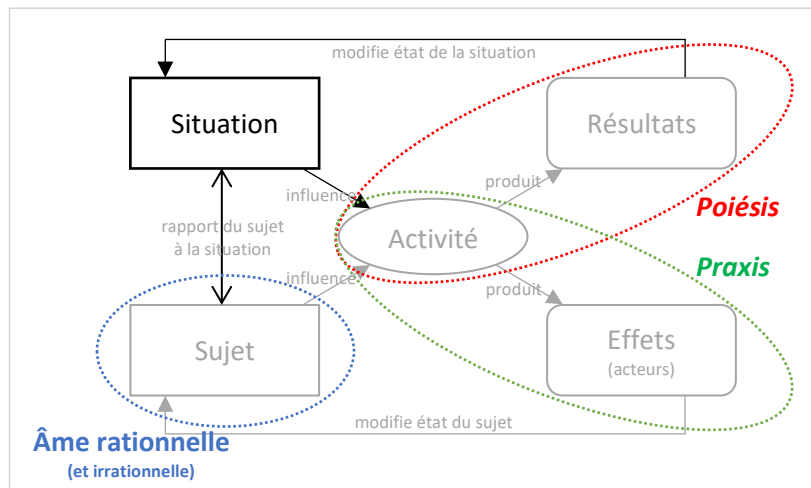 modifie état de la situation
Situation
Résultats
influence
produit
Poiésis
rapport du sujet
à la situation
Activité
Praxis
influence
produit
Sujet
Effets
(acteurs)
modifie état du sujet
Âme rationnelle
(et irrationnelle)